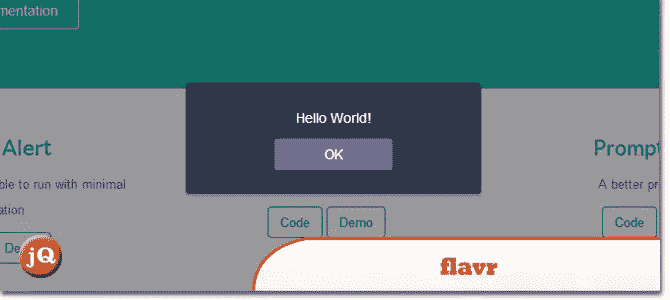 mentation
Hello World!
OK
Alert
ble to run with minimal
ation
De
Code
Demo
Prompt
A better pr
Code
jQ
flavr